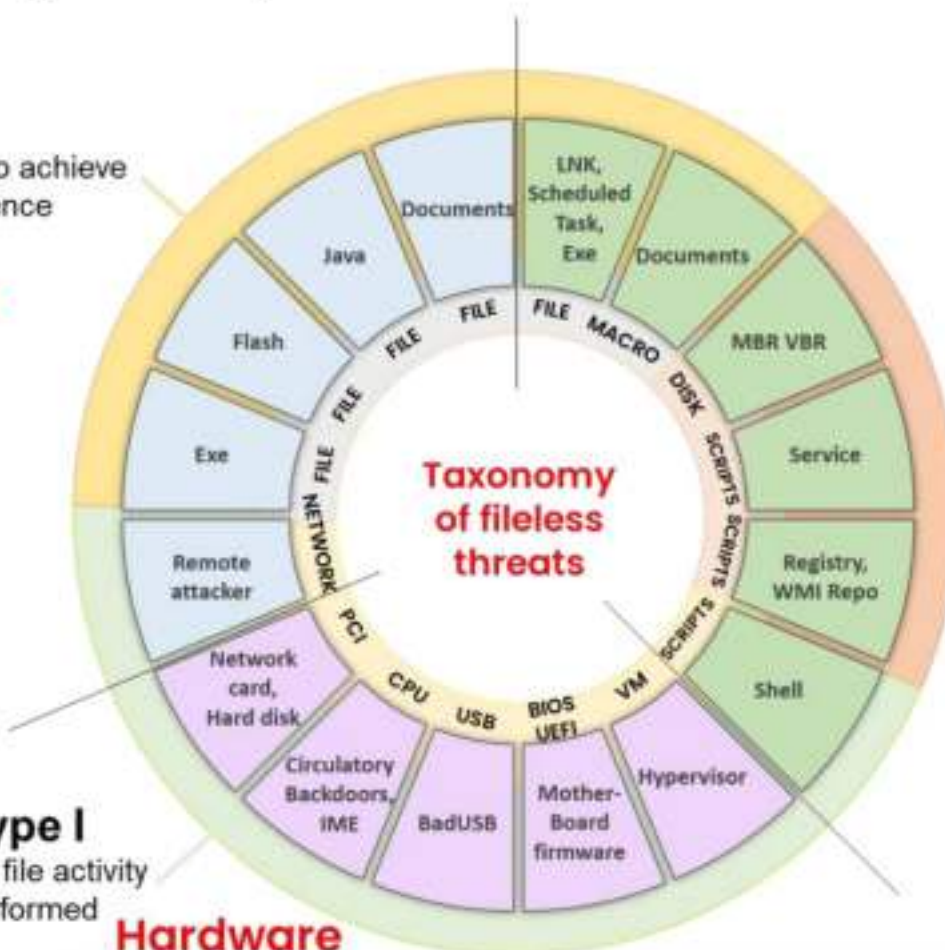 o achieve
nce
Documents
LNK,
Scheduled
Task,
Exe
Java
Documents
Flash
MBR VBR
Exe
Service
Remote
attacker
Registry,
WMI Repo
Network
card,
Hard disk
Shell
Circulatory
Backdoors,
IME
BadUSB
Mother-
Board
firmware
Hypervisor
FILE
MACRO
DISK
SCRIPTS
SCRIPTS
SCRIPTS
VM
BIOS
UEFI
USB
CPU
PCI
NETWORK
FILE
FILE
FILE
FILE
Taxonomy
of fileless
threats
ype I
file activity
formed
Hardware